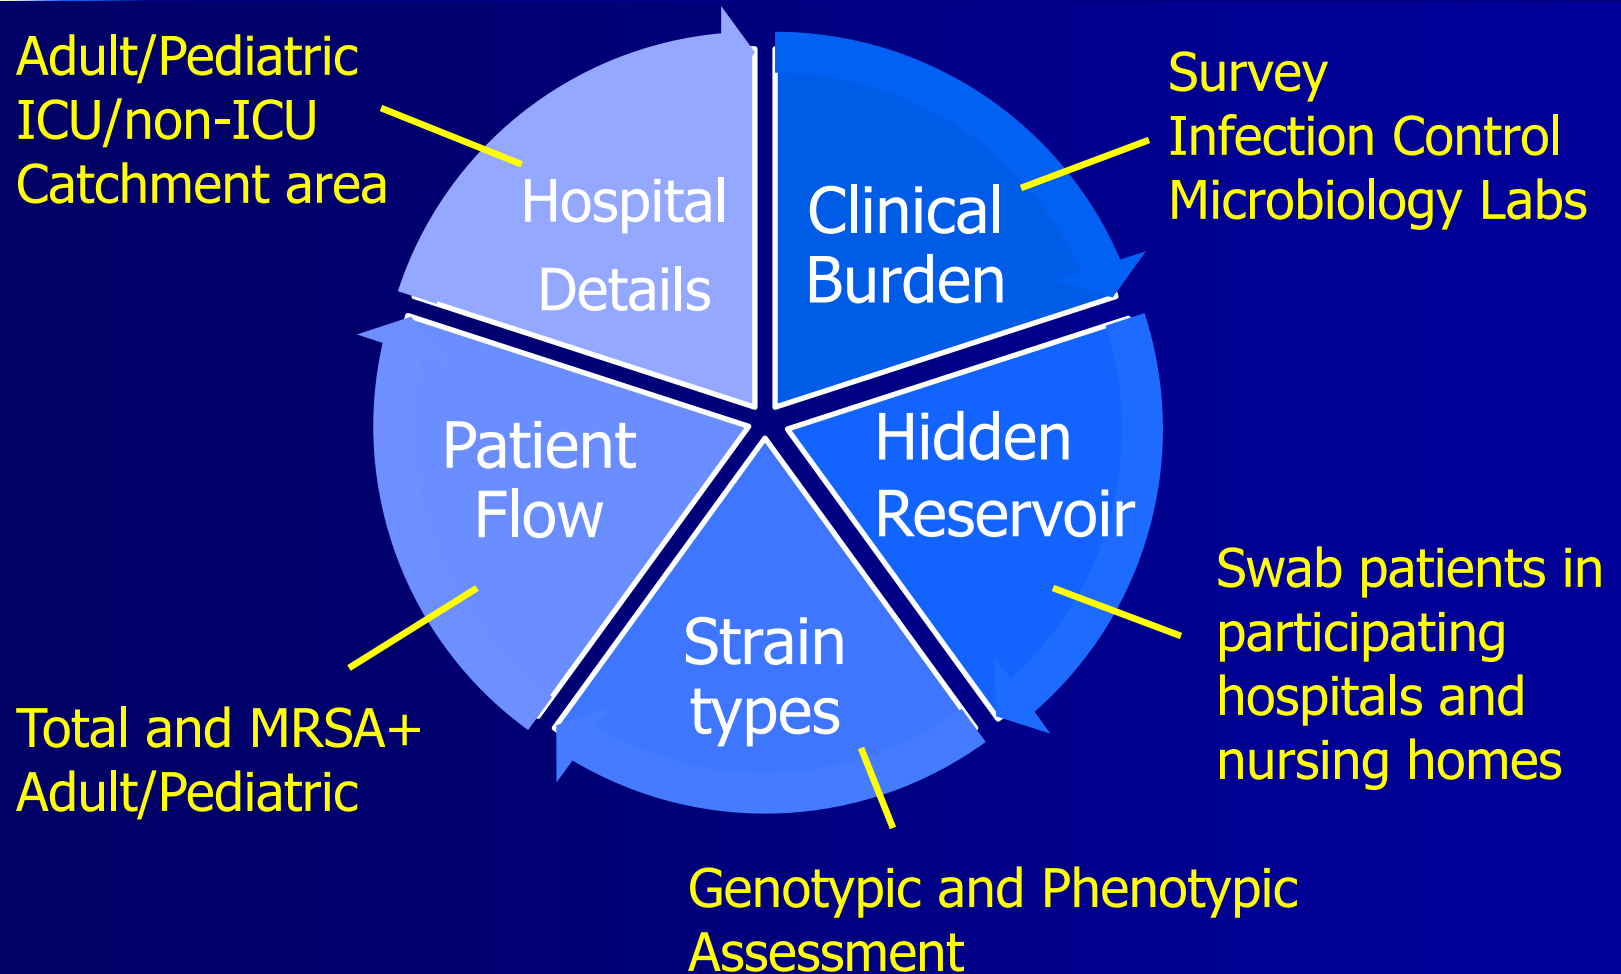 Adult/Pediatric
ICU/non-ICU
Catchment area
Hospital
Details
Clinical
Burden
Survey
Infection Control
Microbiology Labs
Patient
Flow
Hidden
Reservoir
Strain
types
Swab patients in
participating
hospitals and
nursing homes
Total and MRSA+
Adult/Pediatric
Genotypic and Phenotypic
Assessment